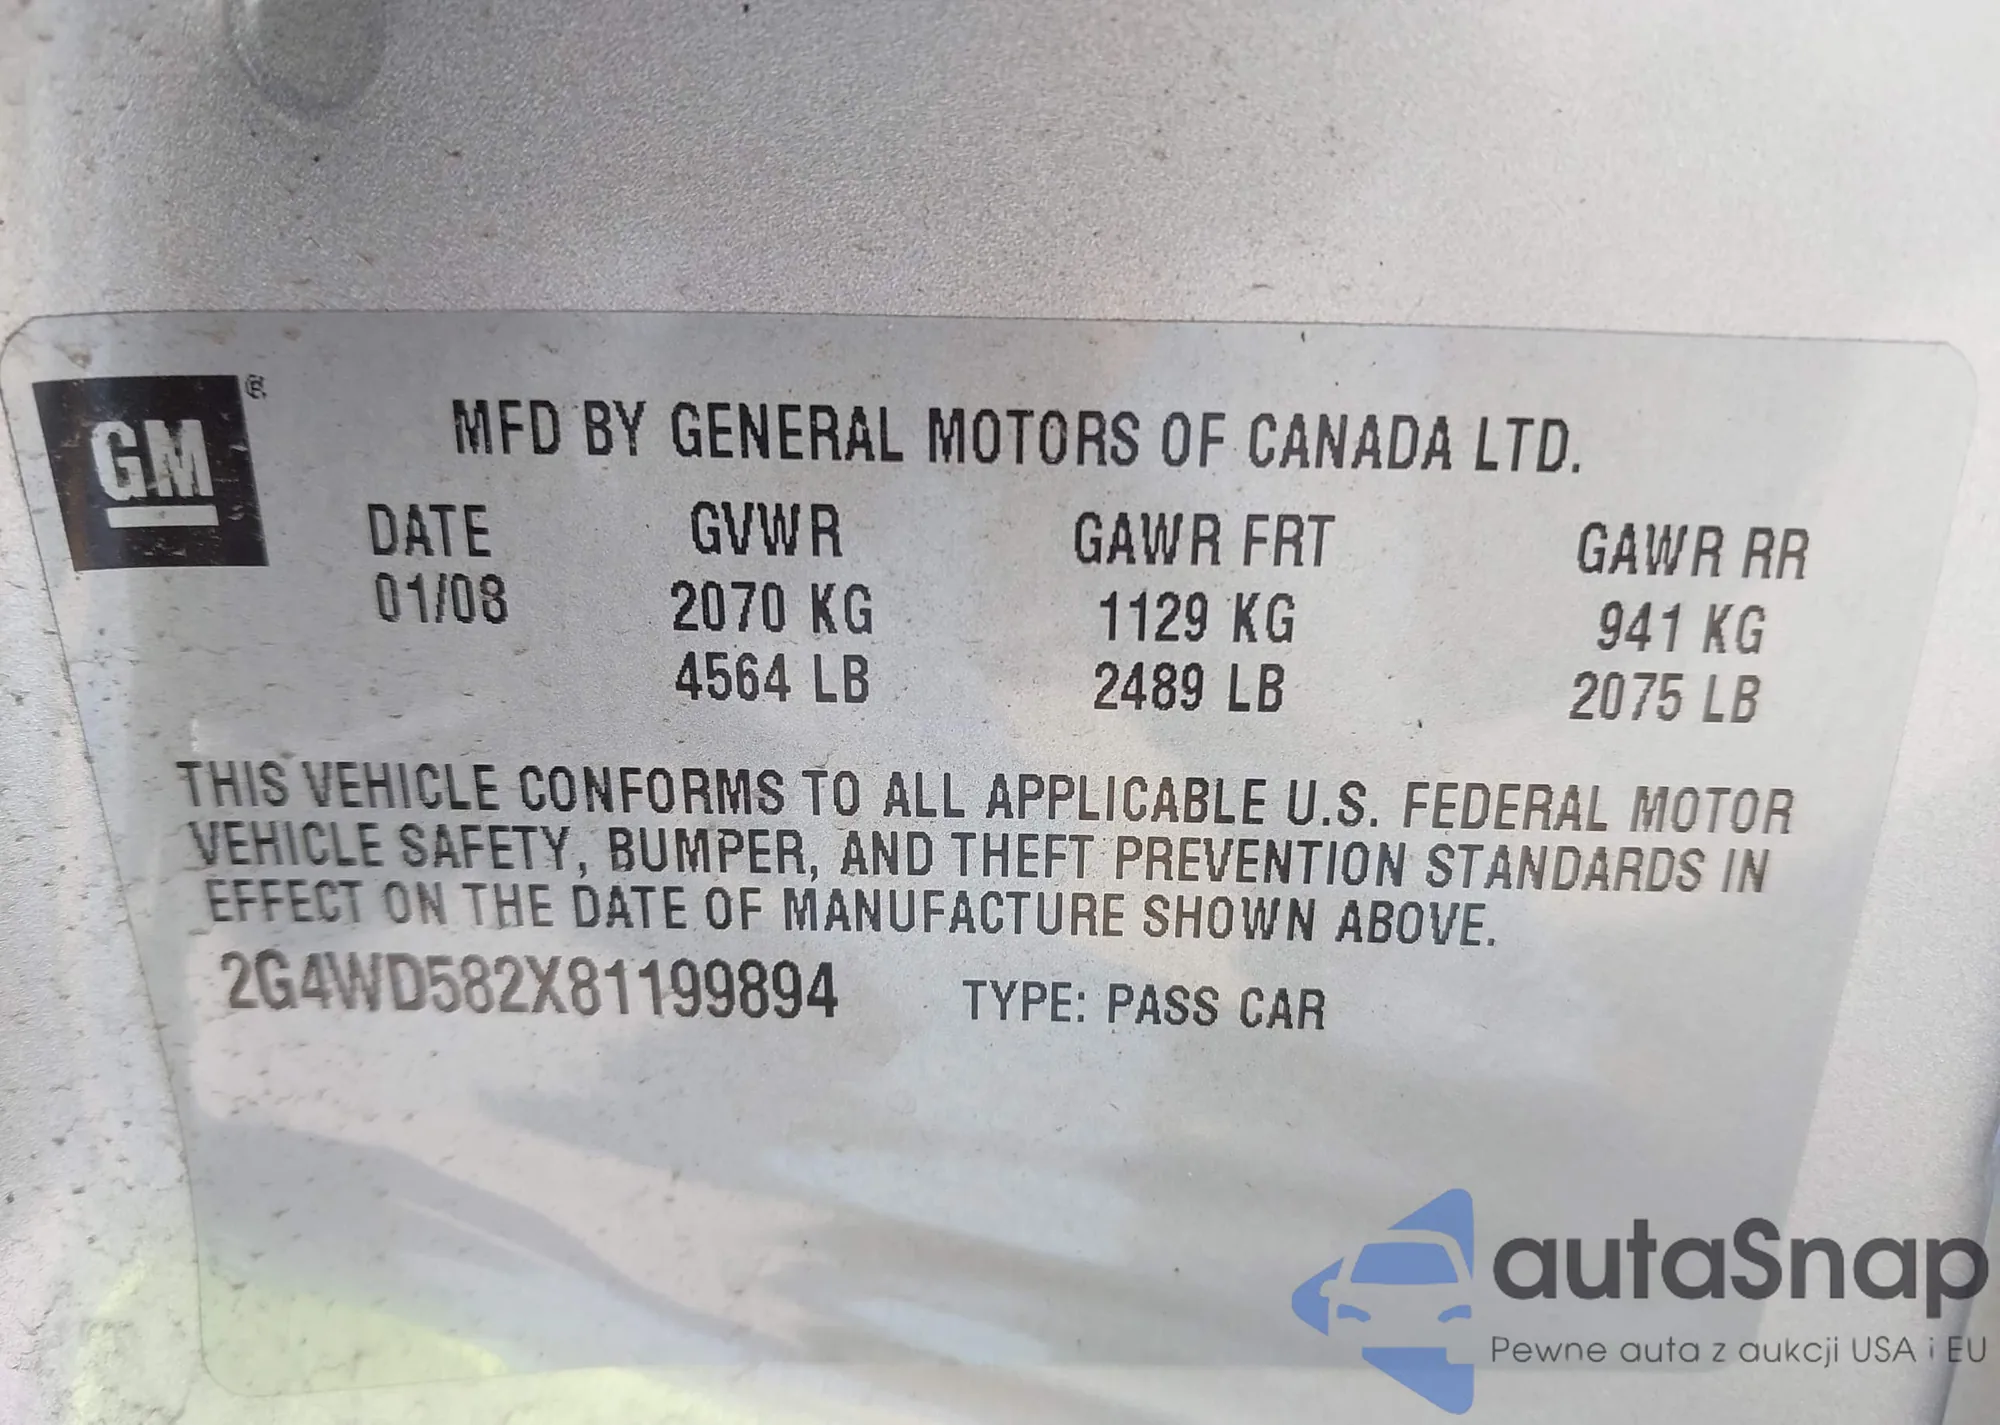 GM ®
MFD BY GENERAL MOTORS OF CANADA LTD.
DATE GVWR GAWR FRT GAWR RR
01/08 2070 KG 1129 KG 941 KG
4564 LB 2489 LB 2075 LB
THIS VEHICLE CONFORMS TO ALL APPLICABLE U.S. FEDERAL MOTOR
VEHICLE SAFETY, BUMPER, AND THEFT PREVENTION STANDARDS IN
EFFECT ON THE DATE OF MANUFACTURE SHOWN ABOVE.
2G4WD582X81199894 TYPE: PASS CAR
autaSnap
Pewne auta z aukcji USA i EU